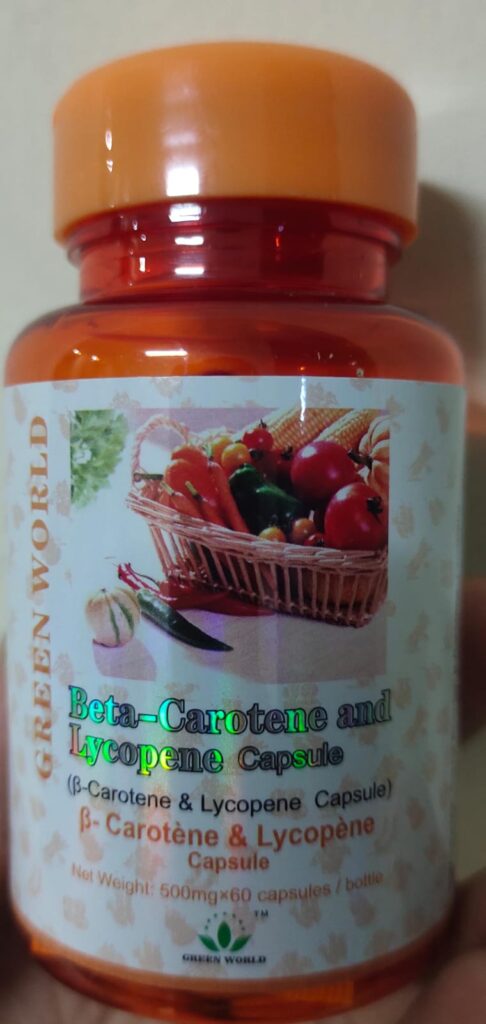 GREEN WORLD
Beta-Carotene and
Lycopene Capsule
(β-Carotene & Lycopene Capsule)
β- Carotène & Lycopène
Capsule
Net Weight: 500mg×60 capsules / bottle
TM
GREEN WORLD